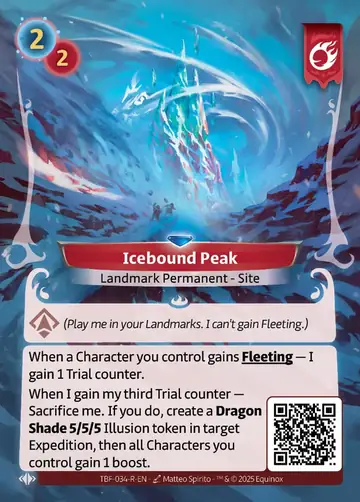 2
2
Icebound Peak
Landmark Permanent - Site
(Play me in your Landmarks. I can't gain Fleeting.)
When a Character you control gains Fleeting — I
gain 1 Trial counter.
When I gain my third Trial counter —
Sacrifice me. If you do, create a Dragon
Shade 5/5/5 Illusion token in target
Expedition, then all Characters you
control gain 1 boost.
TBF-034-R-EN - Matteo Spirito - ™ & © 2025 Equinox